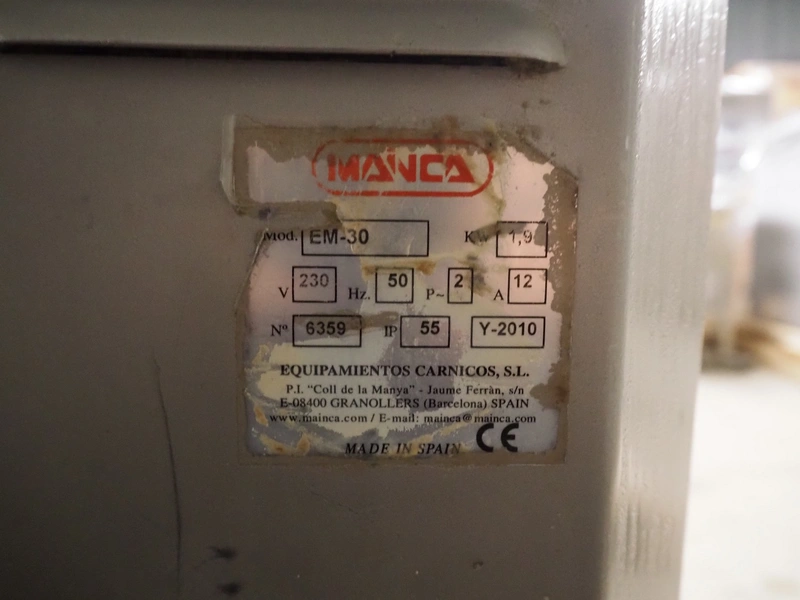 MAINCA
Mod. EM-30 KW 1,9
V 230 Hz. 50 P~ 2 A 12
Nº 6359 IP 55 Y-2010
EQUIPAMIENTOS CARNICOS, S.L.
P.I. "Coll de la Manya" - Jaume Ferràn, s/n
E-08400 GRANOLLERS (Barcelona) SPAIN
www.mainca.com / E-mail: mainca@mainca.com
MADE IN SPAIN CE